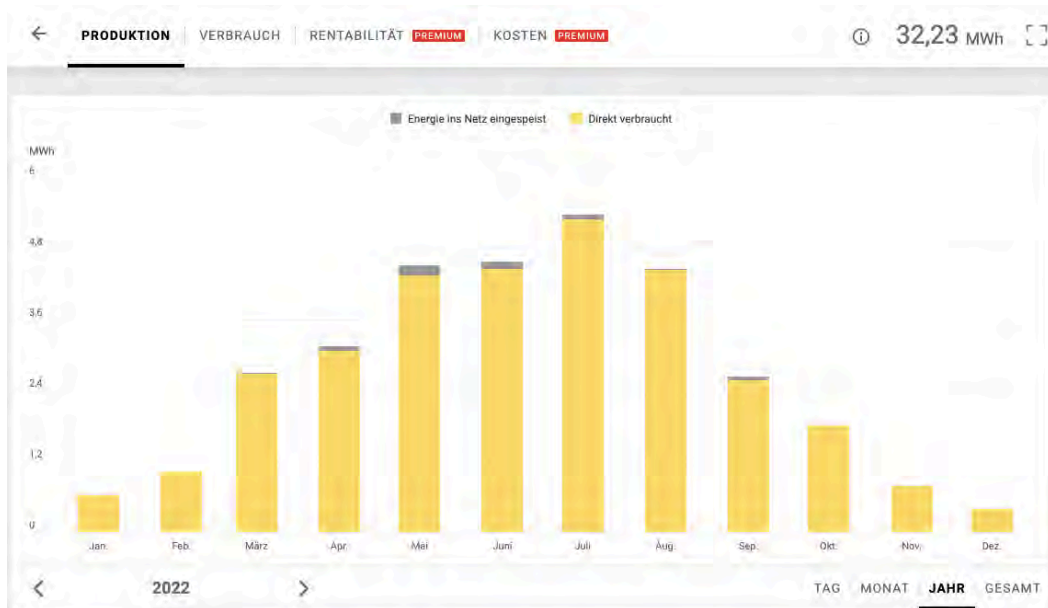 PRODUKTION VERBRAUCH RENTABILITÄT PREMIUM KOSTEN PREMIUM 32,23 MWh
Energie ins Netz eingespeist Direkt verbraucht
MWh
6
4,8
3,6
2,4
1,2
0
Jan. Feb. März Apr. Mai Juni Juli Aug. Sep. Okt. Nov. Dez.
2022 TAG MONAT JAHR GESAMT